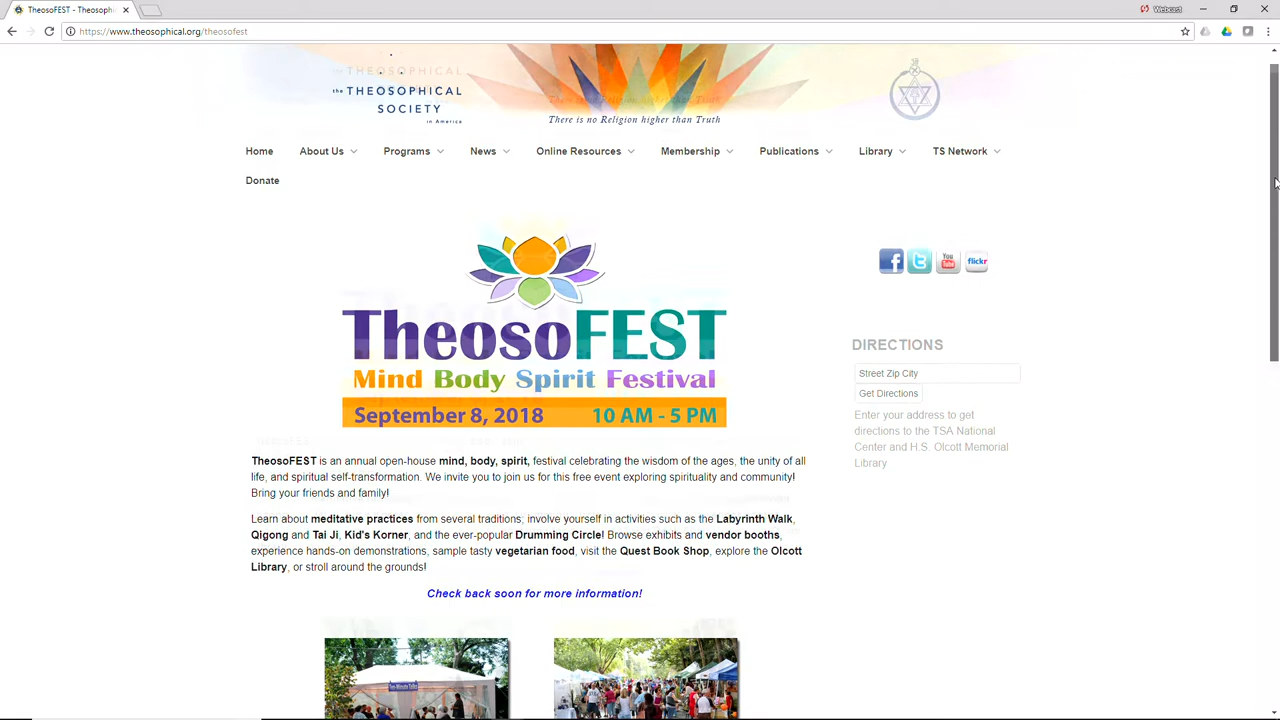 TheosoFEST - Theosoph
Webcast
https://www.theosophical.org/theosofest
the THEOSOPHICAL
SOCIETY
in America
There is no Religion higher than Truth
Home About Us Programs News Online Resources Membership Publications Library TS Network
Donate
TheosoFEST
Mind Body Spirit Festival
September 8, 2018 10 AM - 5 PM
TheosoFEST is an annual open-house mind, body, spirit, festival celebrating the wisdom of the ages, the unity of all
life, and spiritual self-transformation. We invite you to join us for this free event exploring spirituality and community!
Bring your friends and family!
Learn about meditative practices from several traditions; involve yourself in activities such as the Labyrinth Walk,
Qigong and Tai Ji, Kid's Korner, and the ever-popular Drumming Circle! Browse exhibits and vendor booths,
experience hands-on demonstrations, sample tasty vegetarian food, visit the Quest Book Shop, explore the Olcott
Library, or stroll around the grounds!
Check back soon for more information!
You
Tube
flickr
DIRECTIONS
Street Zip City
Get Directions
Enter your address to get
directions to the TSA National
Center and H.S. Olcott Memorial
Library